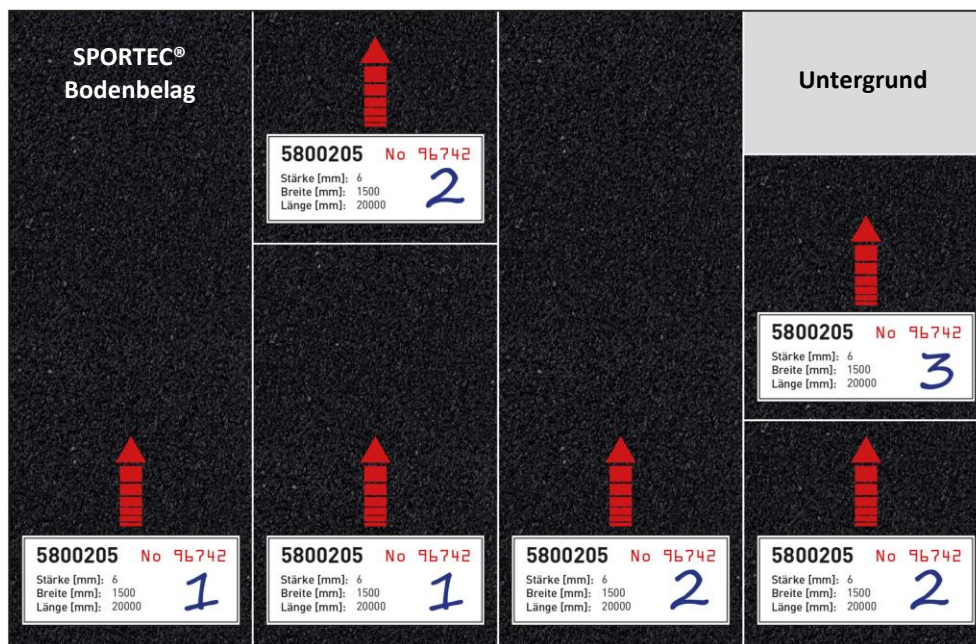 SPORTEC®
Bodenbelag
5800205 No 96742
Stärke [mm]: 6
Breite [mm]: 1500
Länge [mm]: 20000
2
Untergrund
5800205 No 96742
Stärke [mm]: 6
Breite [mm]: 1500
Länge [mm]: 20000
3
5800205 No 96742
Stärke [mm]: 6
Breite [mm]: 1500
Länge [mm]: 20000
1
5800205 No 96742
Stärke [mm]: 6
Breite [mm]: 1500
Länge [mm]: 20000
1
5800205 No 96742
Stärke [mm]: 6
Breite [mm]: 1500
Länge [mm]: 20000
2
5800205 No 96742
Stärke [mm]: 6
Breite [mm]: 1500
Länge [mm]: 20000
2